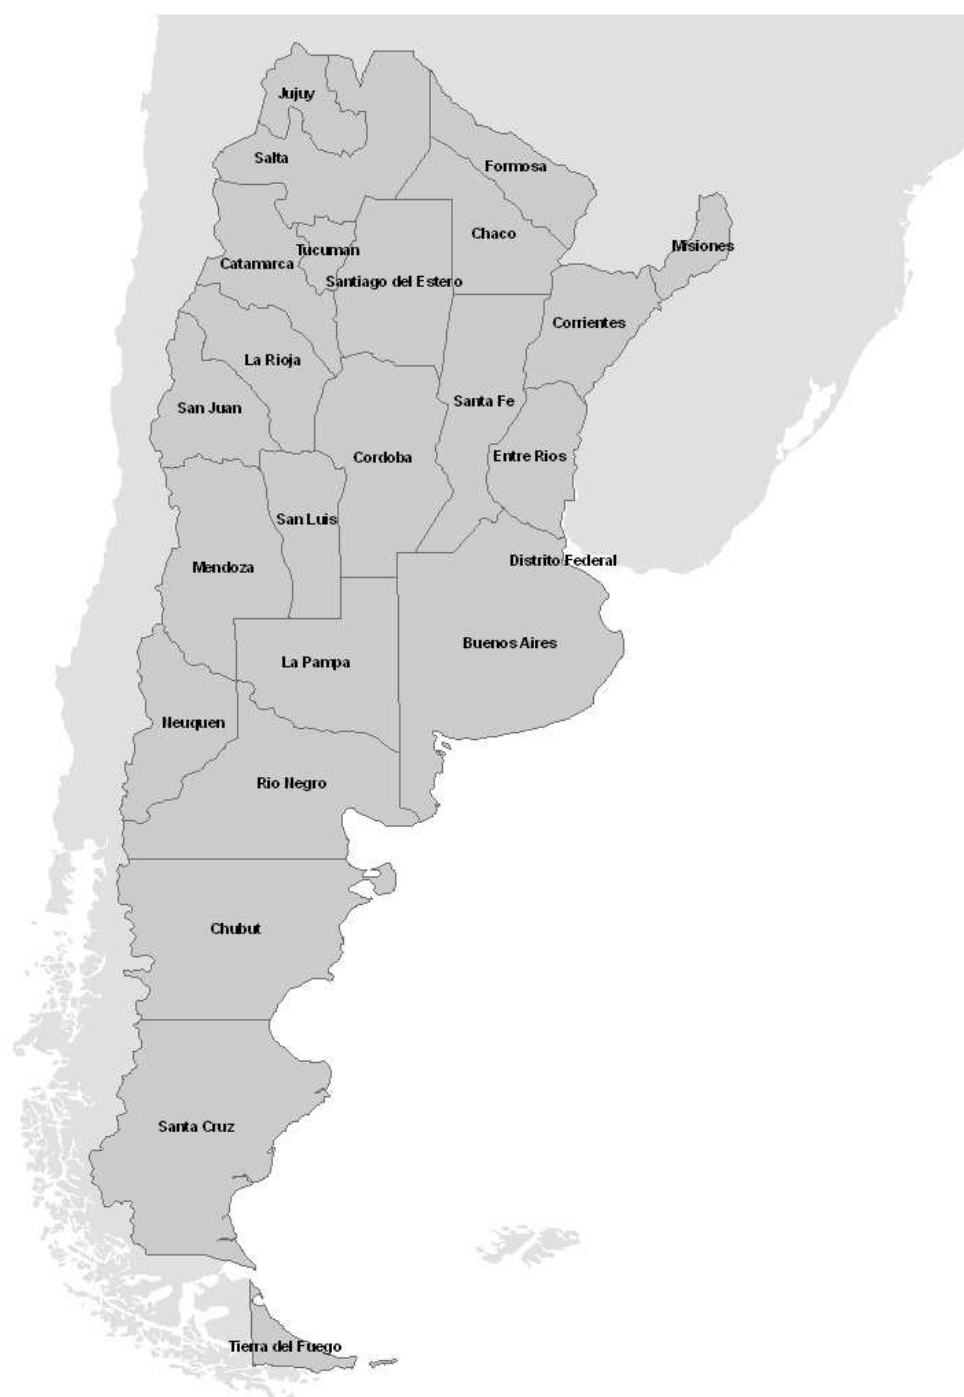 Jujuy
Salta
Formosa
Chaco
Misiones
Tucuman
Catamarca
Santiago del Estero
Corrientes
La Rioja
Santa Fe
San Juan
Entre Rios
Cordoba
San Luis
Distrito Federal
Mendoza
Buenos Aires
La Pampa
Neuquen
Rio Negro
Chubut
Santa Cruz
Tierra del Fuego